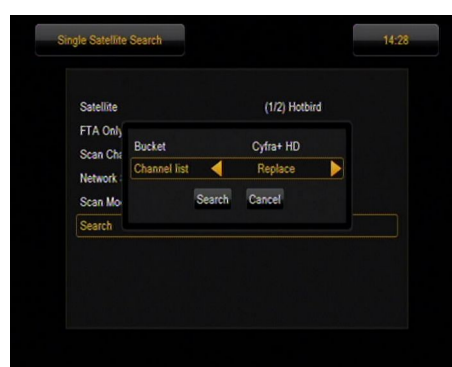 Single Satellite Search 14:28
Satellite (1/2) Hotbird
FTA Only
Scan Cha
Bucket Cyfra+ HD
Channel list Replace
Network
Search Cancel
Scan Mo
Search